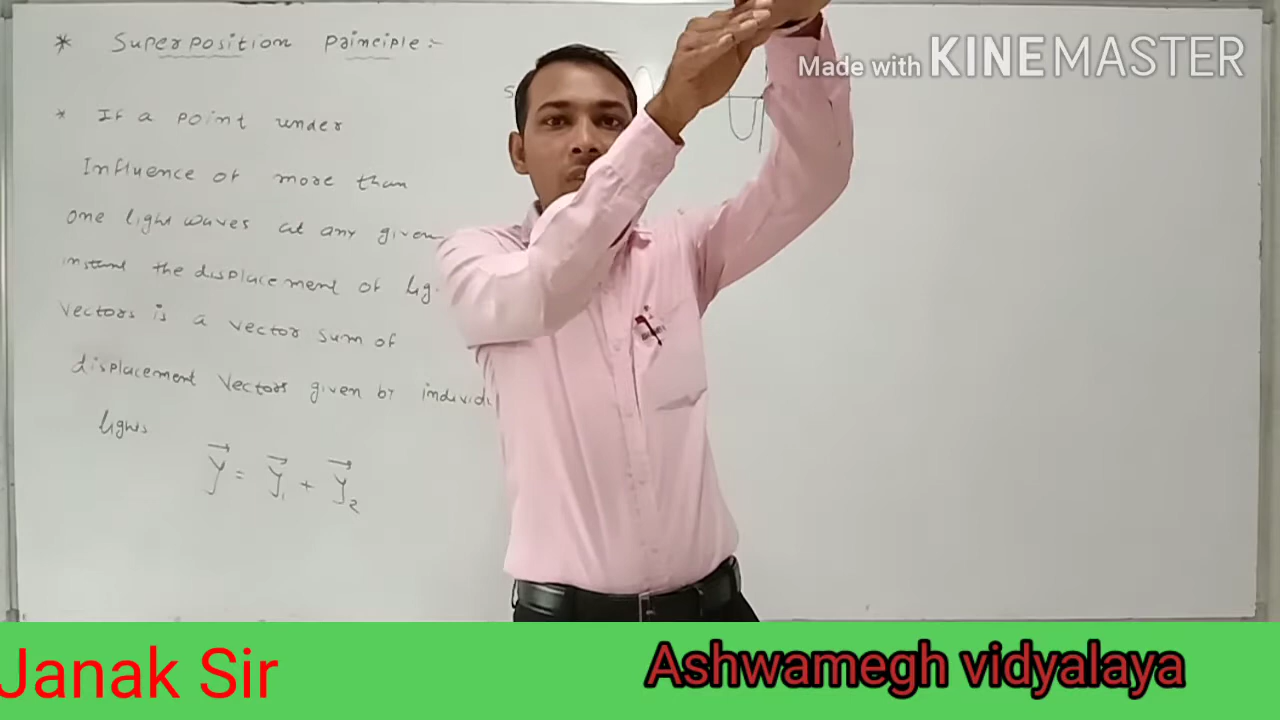 * Superposition Principle :-
* If a point under
Influence of more than
one light waves at any given
instant the displacement of lig
vectors is a vector sum of
displacement vectors given by individ
lights
y⃗ = y⃗₁ + y⃗₂
S
Made with KINEMASTER
Janak Sir
Ashwamegh vidyalaya